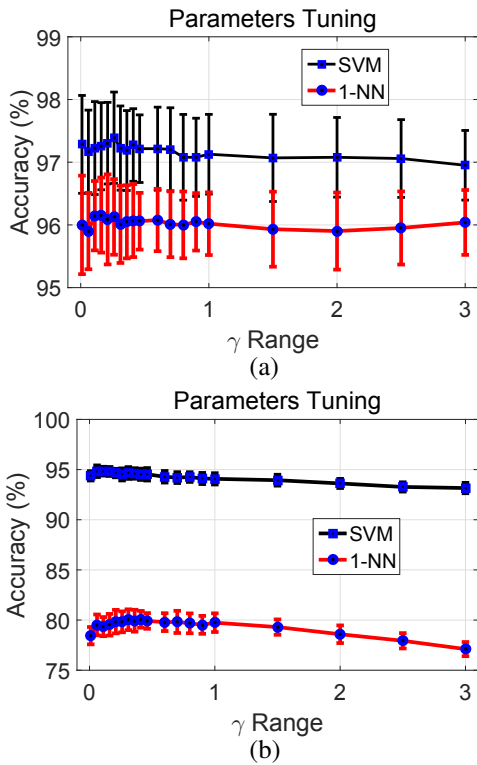 Parameters Tuning
99
98
97
96
95
Accuracy (%)
SVM
1-NN
0
1
2
3
γ Range
(a)
Parameters Tuning
100
95
90
80
75
Accuracy (%)
SVM
1-NN
0
1
2
3
γ Range
(b)